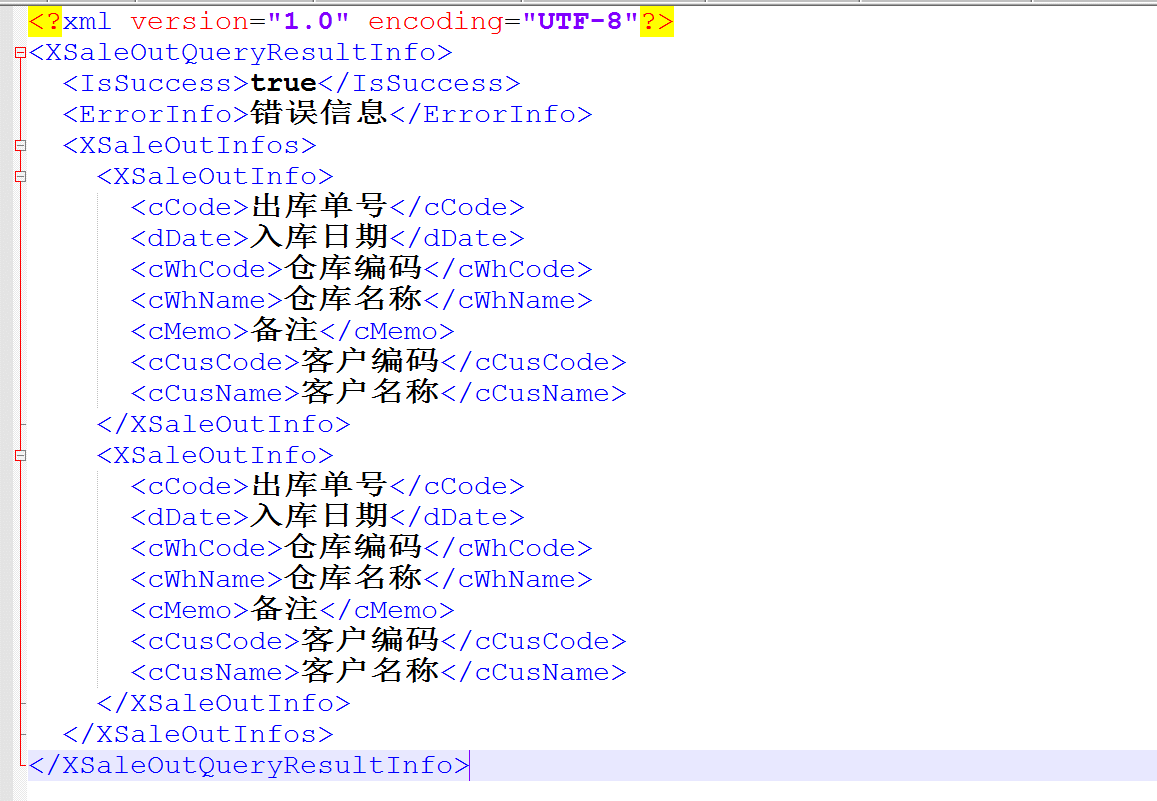 <?xml version="1.0" encoding="UTF-8"?>
<XSaleOutQueryResultInfo>
<IsSuccess>true</IsSuccess>
<ErrorInfo>错误信息</ErrorInfo>
<XSaleOutInfos>
<XSaleOutInfo>
<cCode>出库单号</cCode>
<dDate>入库日期</dDate>
<cWhCode>仓库编码</cWhCode>
<cWhName>仓库名称</cWhName>
<cMemo>备注</cMemo>
<cCusCode>客户编码</cCusCode>
<cCusName>客户名称</cCusName>
</XSaleOutInfo>
<XSaleOutInfo>
<cCode>出库单号</cCode>
<dDate>入库日期</dDate>
<cWhCode>仓库编码</cWhCode>
<cWhName>仓库名称</cWhName>
<cMemo>备注</cMemo>
<cCusCode>客户编码</cCusCode>
<cCusName>客户名称</cCusName>
</XSaleOutInfo>
</XSaleOutInfos>
</XSaleOutQueryResultInfo>